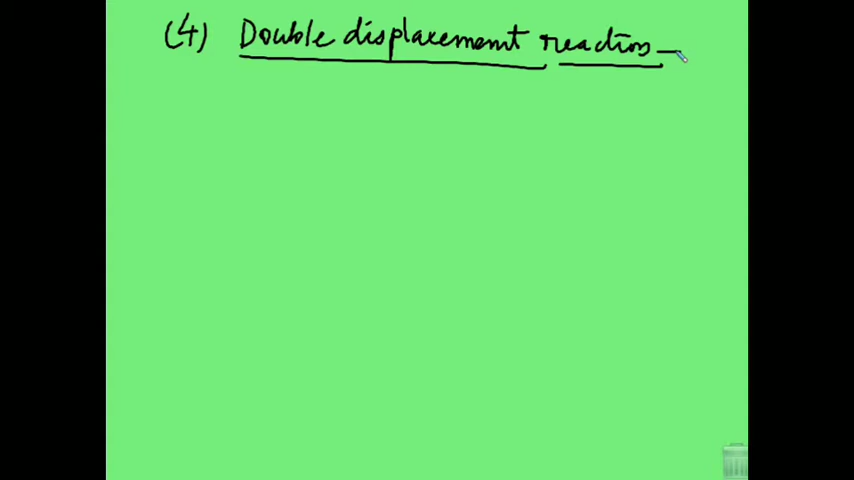 (4) Double displacement reaction —